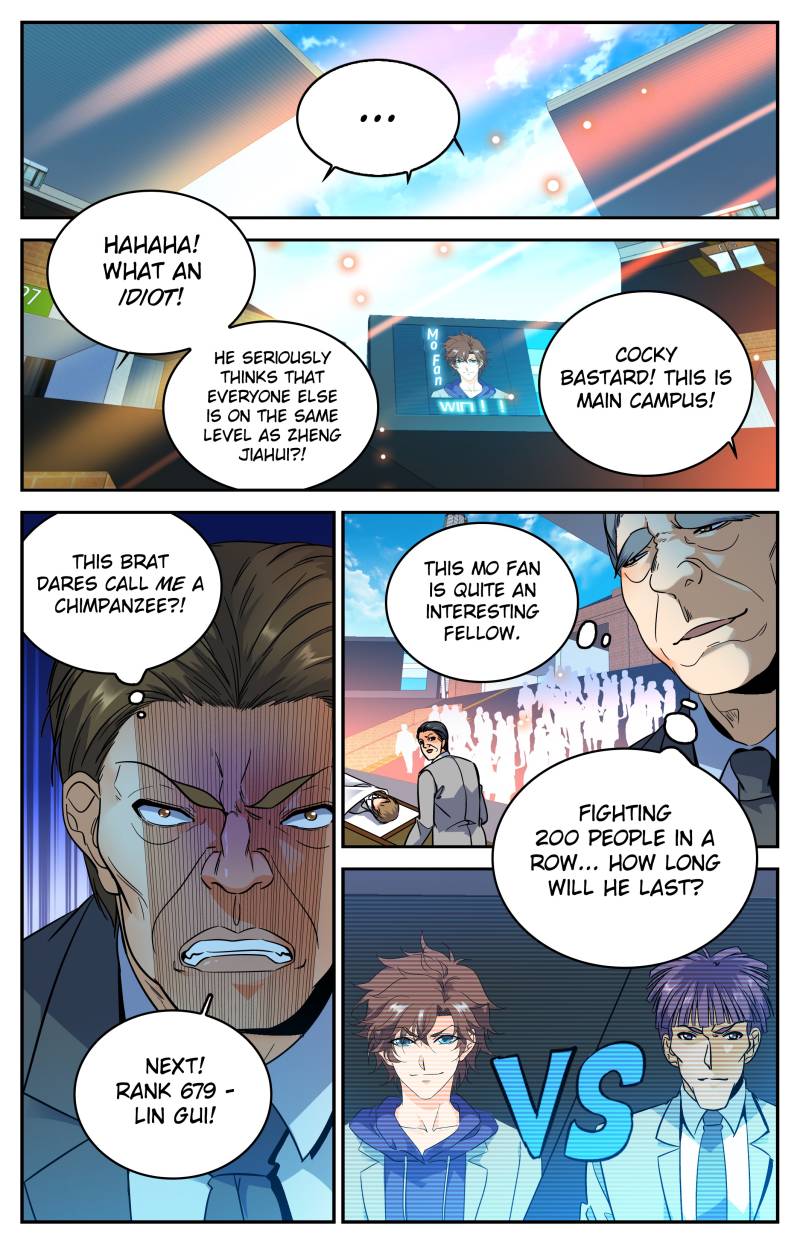 ...
HAHAHA!
WHAT AN
IDIOT!
HE SERIOUSLY
THINKS THAT
EVERYONE ELSE
IS ON THE SAME
LEVEL AS ZHENG
JIAHUI?!
97
Mo Fan
WIN!!
COCKY
BASTARD! THIS IS
MAIN CAMPUS!
THIS BRAT
DARES CALL ME A
CHIMPANZEE?!
NEXT!
RANK 679 -
LIN GUI!
THIS MO FAN
IS QUITE AN
INTERESTING
FELLOW.
FIGHTING
200 PEOPLE IN A
ROW... HOW LONG
WILL HE LAST?
VS